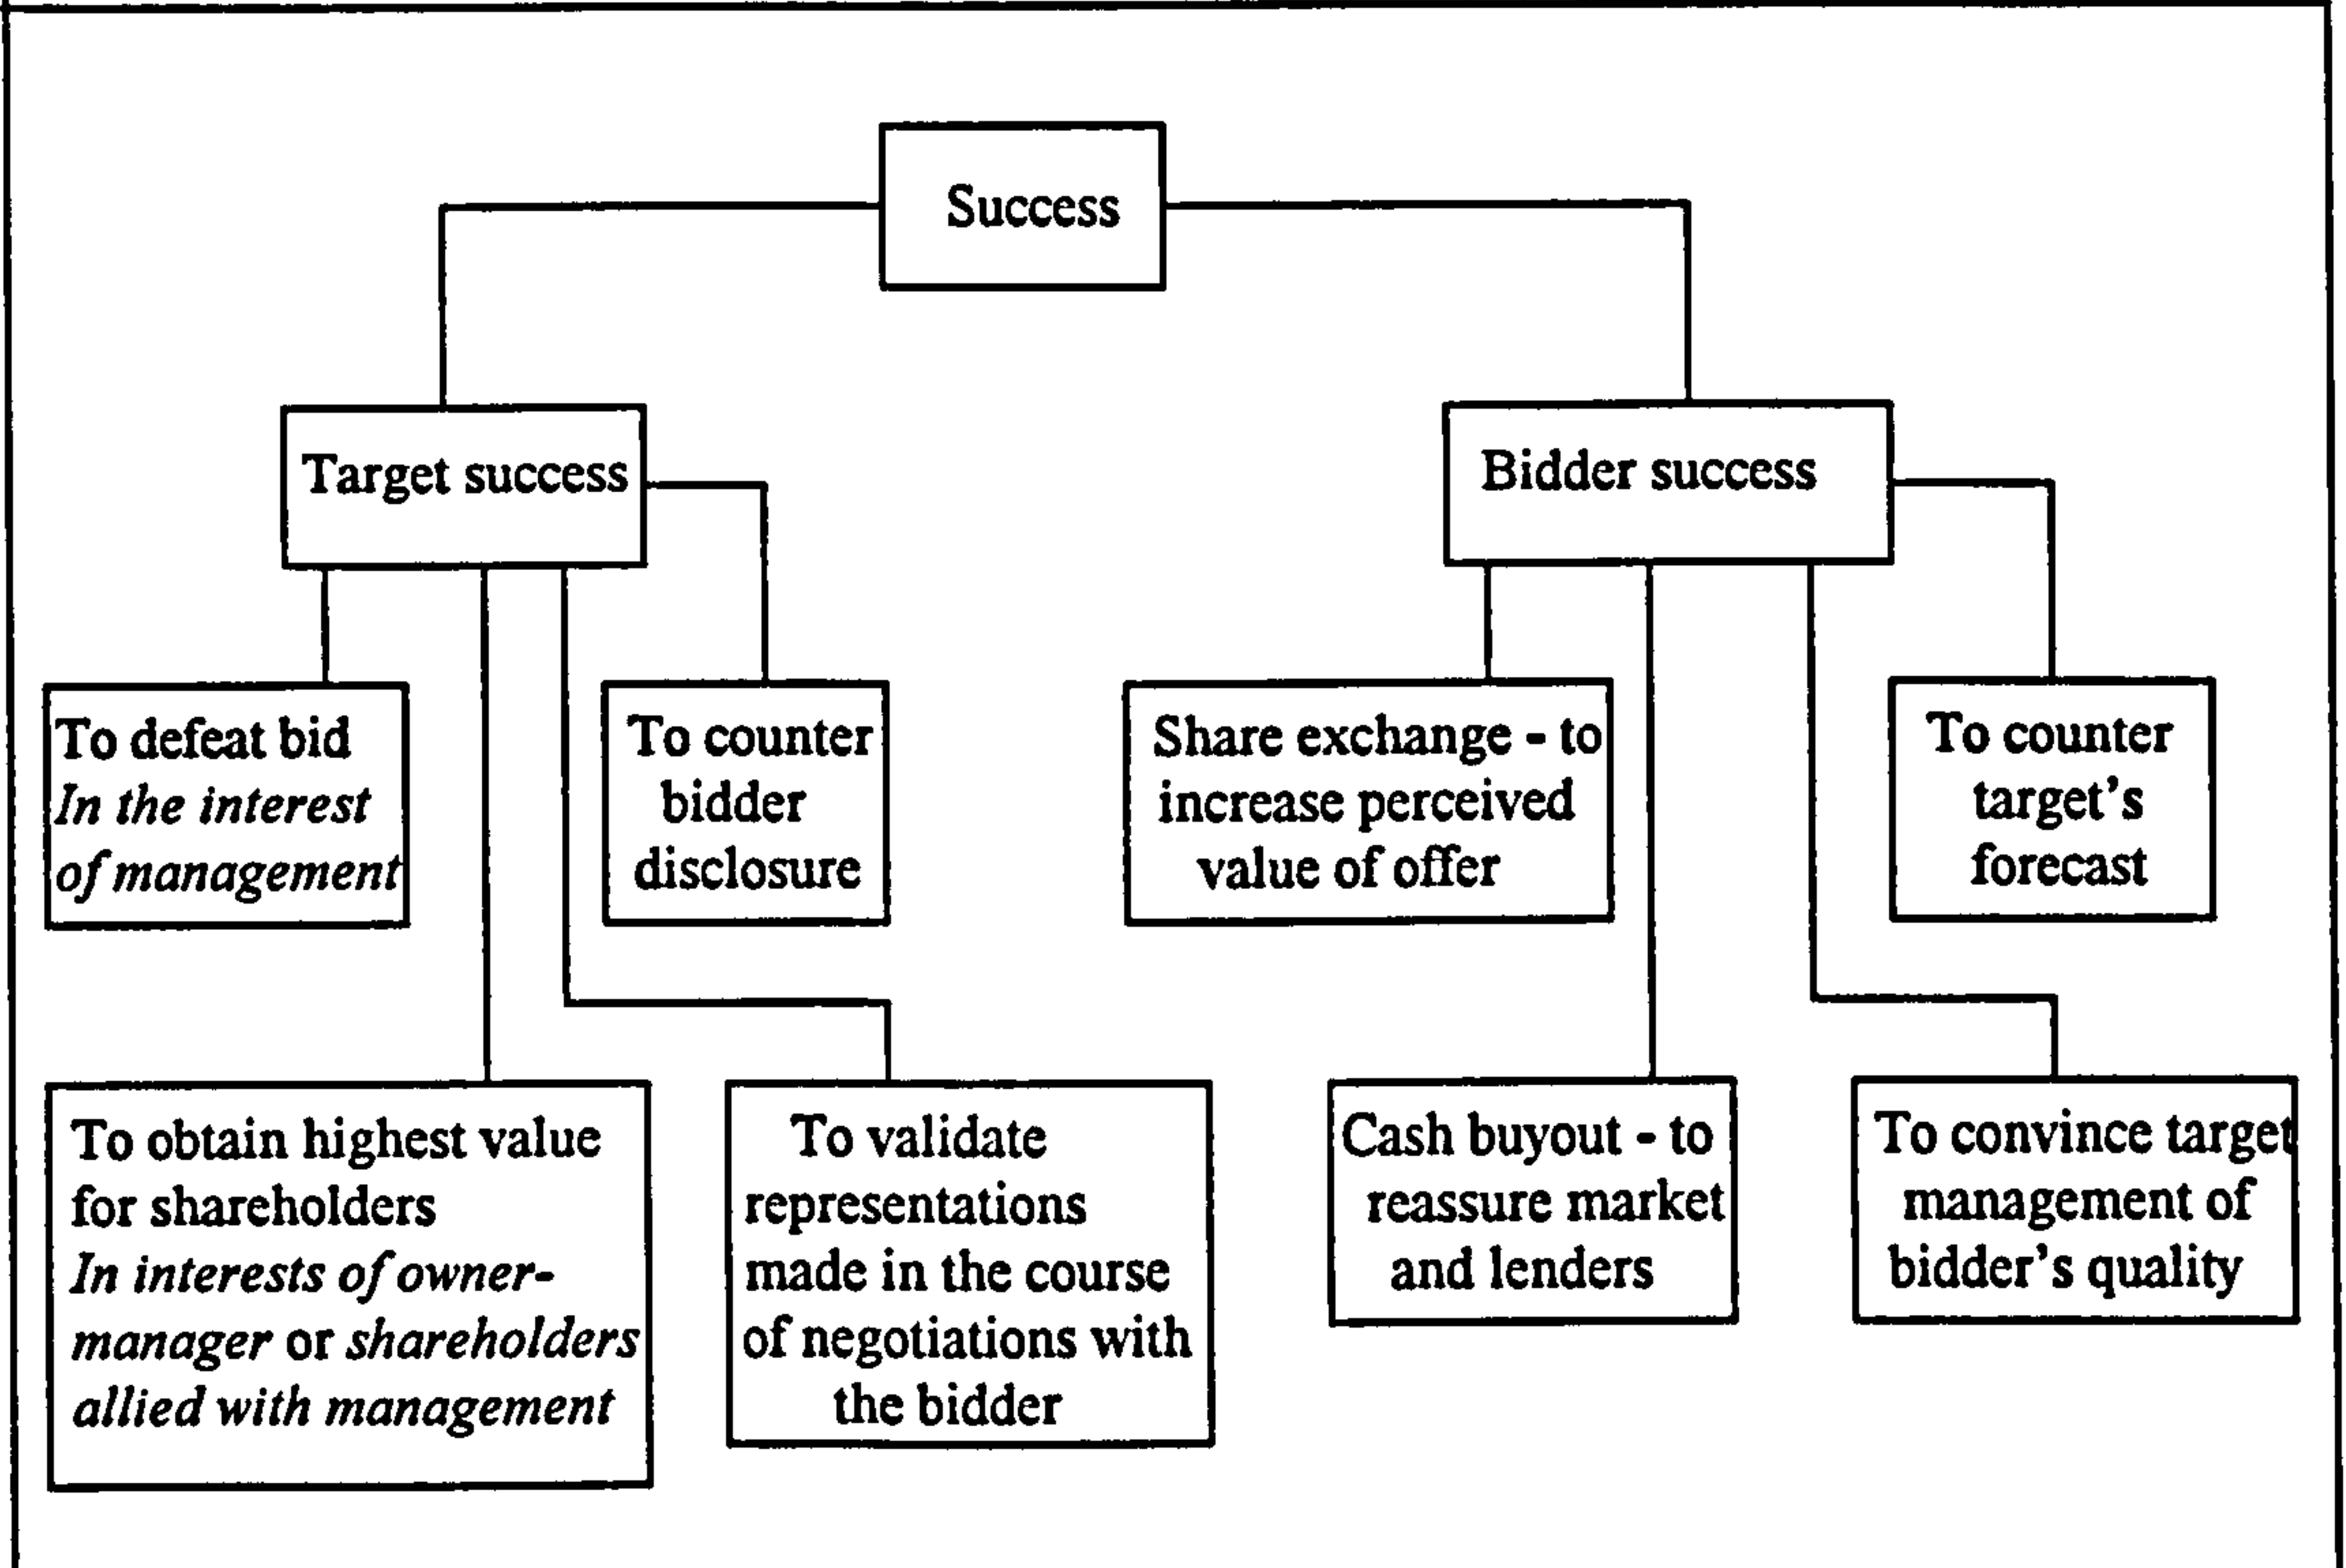 Success
Target success
Bidder success
To defeat bid
In the interest
of management
To counter
bidder
disclosure
Share exchange - to
increase perceived
value of offer
To counter
target's
forecast
To obtain highest value
for shareholders
In interests of owner-
manager or shareholders
allied with management
To validate
representations
made in the course
of negotiations with
the bidder
Cash buyout - to
reassure market
and lenders
To convince target
management of
bidder's quality